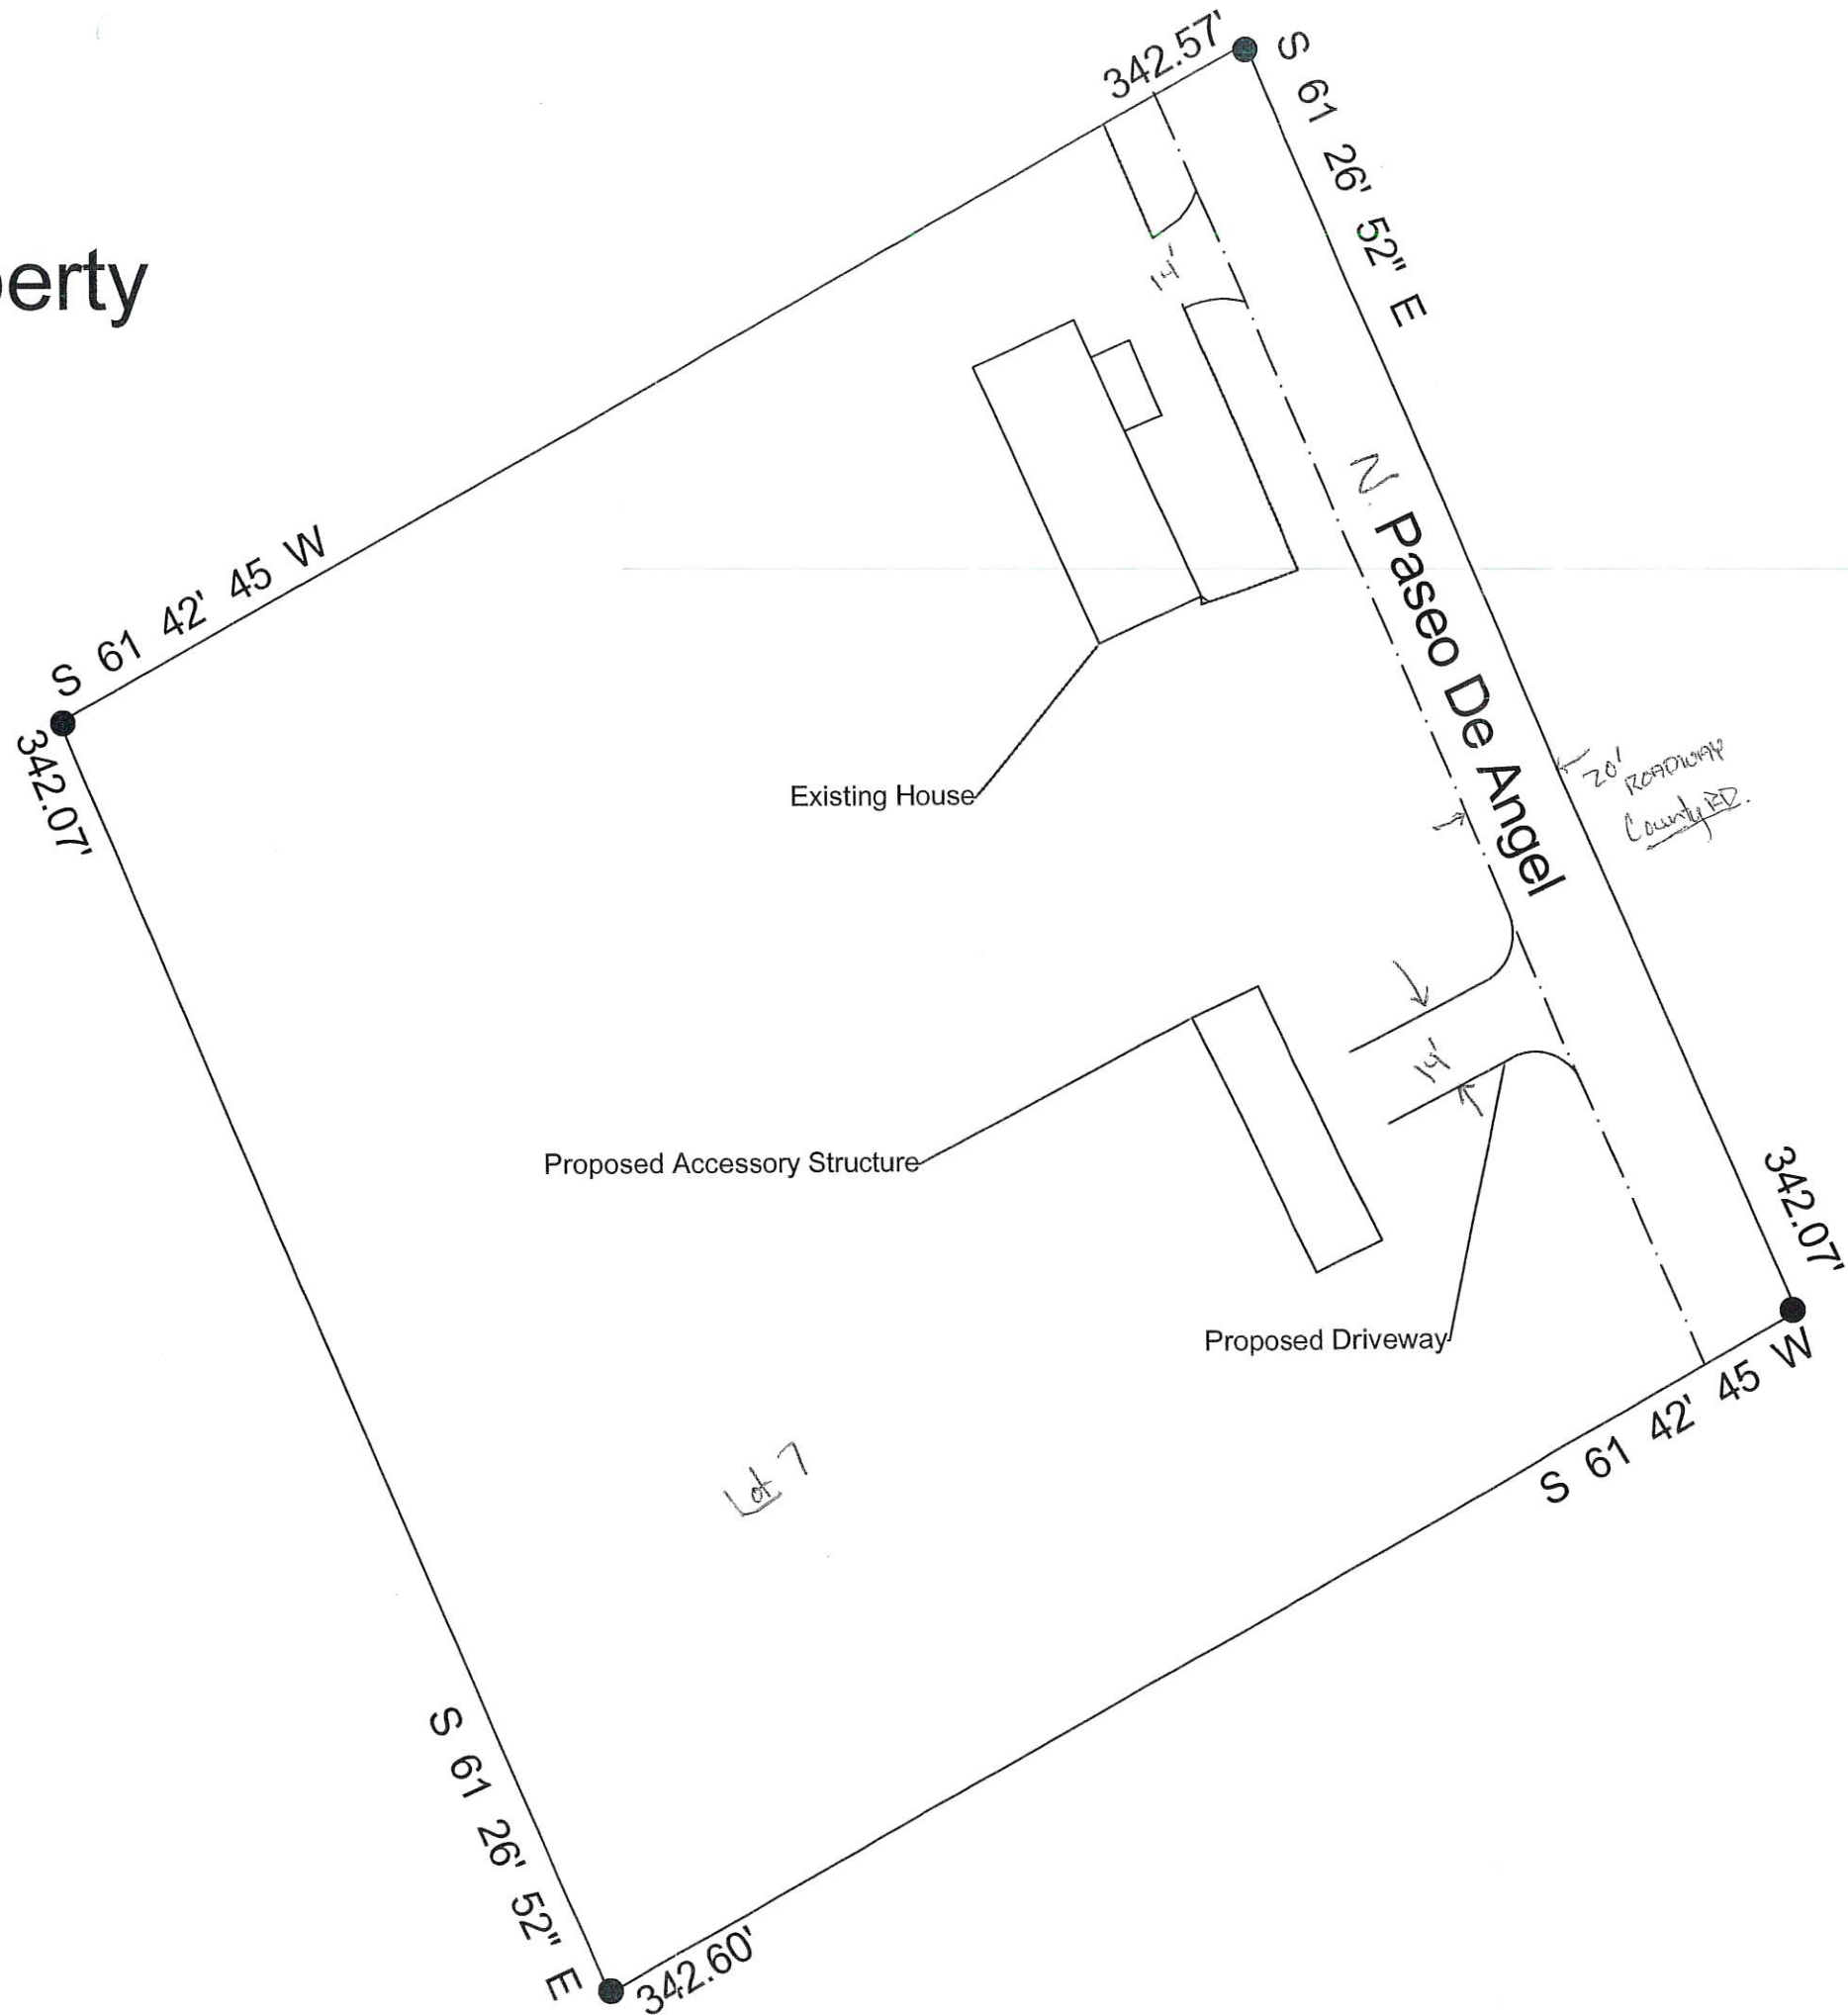 342.57'
S 61 26' 52" E
erty
14'
N. Paseo De Angel
S 61 42' 45 W
342.07'
Existing House
20' ROADWAY
County RD.
14'
Proposed Accessory Structure
342.07'
Proposed Driveway
S 61 42' 45 W
Lot 7
S 61 26' 52" E
342.60'